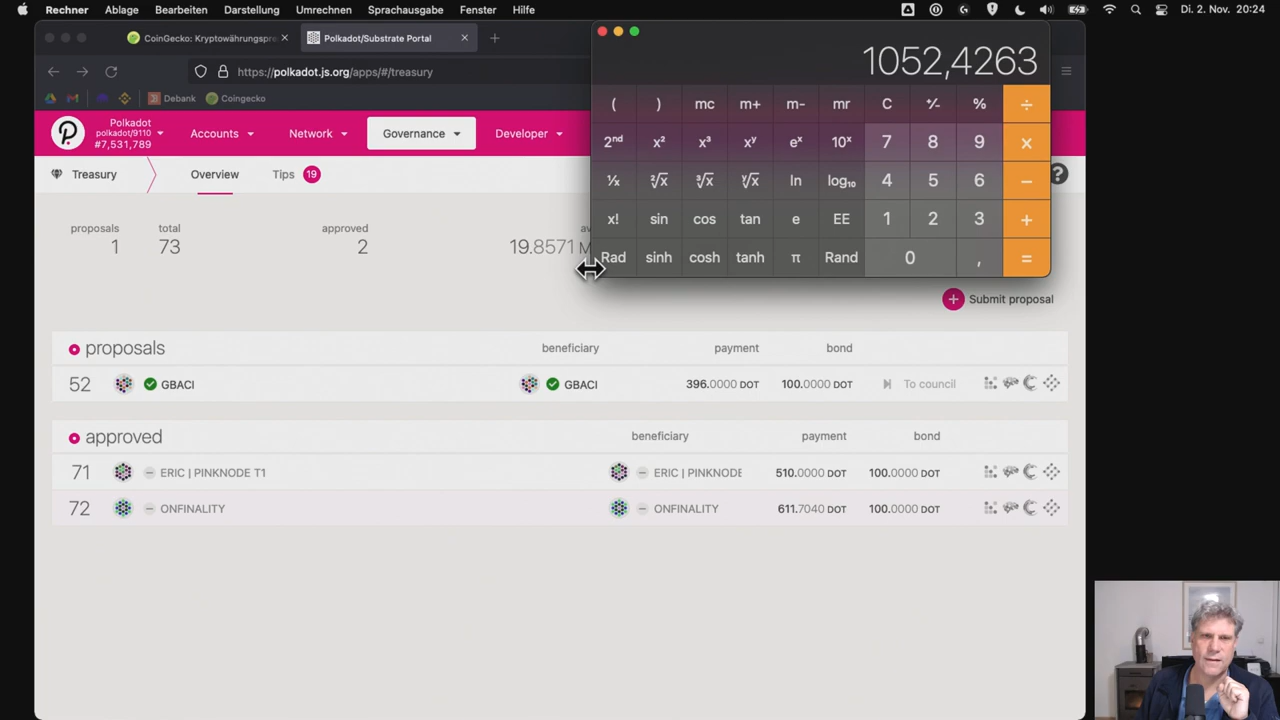 Rechner Ablage Bearbeiten Darstellung Umrechnen Sprachausgabe Fenster Hilfe Di. 2. Nov. 20:24
CoinGecko: Kryptowährungspre
Polkadot/Substrate Portal
https://polkadot.js.org/apps/#/treasury
Debank Coingecko
1052,4263
( ) mc m+ m- mr C +/- % ÷
2nd x² x³ xʸ eˣ 10ˣ 7 8 9 ×
1/x ²√x ³√x ʸ√x ln log₁₀ 4 5 6 −
x! sin cos tan e EE 1 2 3 +
Rad sinh cosh tanh π Rand 0 , =
Polkadot
polkadot/9110
#7,531,789
Accounts Network Governance Developer
Treasury Overview Tips 19 ?
proposals total approved
1 73 2 19.8571 M
+ Submit proposal
proposals beneficiary payment bond
52 GBACI GBACI 396.0000 DOT 100.0000 DOT To council
approved beneficiary payment bond
71 ERIC | PINKNODE T1 ERIC | PINKNODE 510.0000 DOT 100.0000 DOT
72 ONFINALITY ONFINALITY 611.7040 DOT 100.0000 DOT